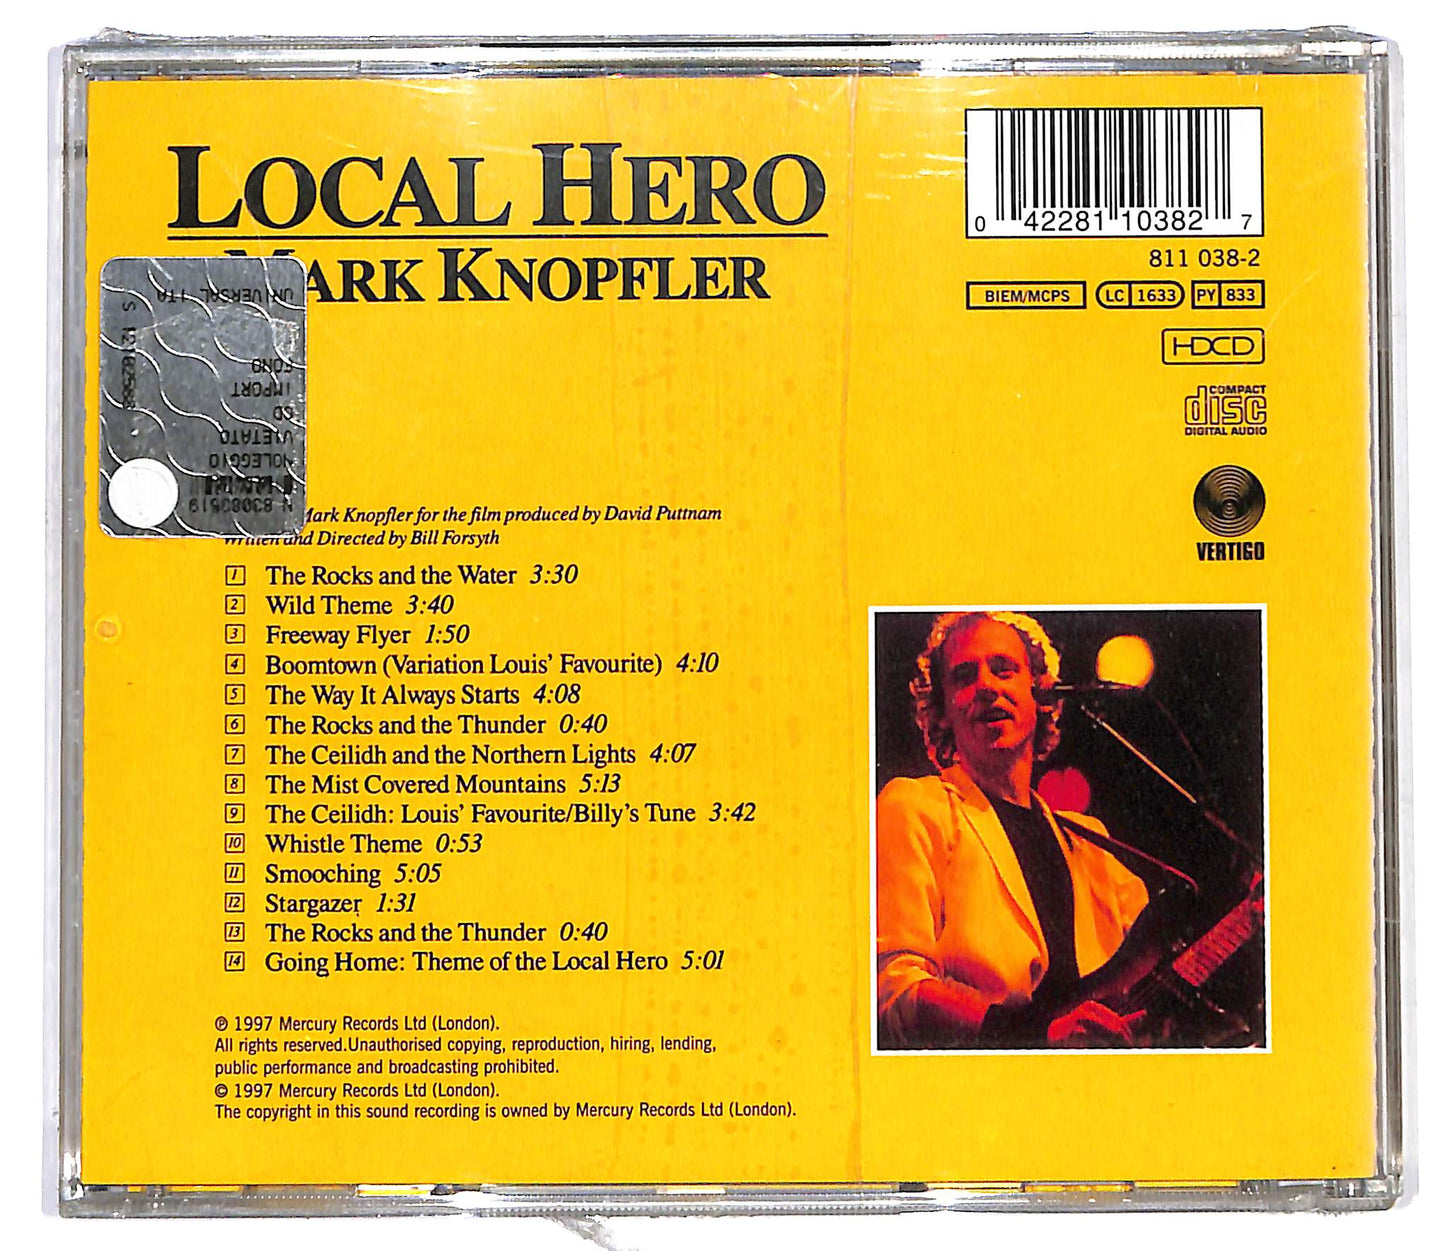 LOCAL HERO
MARK KNOPFLER
0 42281 10382 7
811 038-2
BIEM/MCPS LC 1633 PY 833
HDCD
COMPACT
disc
DIGITAL AUDIO
VERTIGO
UNIVERSAL ITA
FONO
IMPORT
CD
VIETATO
NOLEGGIO
Mark Knopfler for the film produced by David Puttnam
Written and Directed by Bill Forsyth
1 The Rocks and the Water 3:30
2 Wild Theme 3:40
3 Freeway Flyer 1:50
4 Boomtown (Variation Louis' Favourite) 4:10
5 The Way It Always Starts 4:08
6 The Rocks and the Thunder 0:40
7 The Ceilidh and the Northern Lights 4:07
8 The Mist Covered Mountains 5:13
9 The Ceilidh: Louis' Favourite/Billy's Tune 3:42
10 Whistle Theme 0:53
11 Smooching 5:05
12 Stargazer 1:31
13 The Rocks and the Thunder 0:40
14 Going Home: Theme of the Local Hero 5:01
℗ 1997 Mercury Records Ltd (London).
All rights reserved.Unauthorised copying, reproduction, hiring, lending,
public performance and broadcasting prohibited.
© 1997 Mercury Records Ltd (London).
The copyright in this sound recording is owned by Mercury Records Ltd (London).